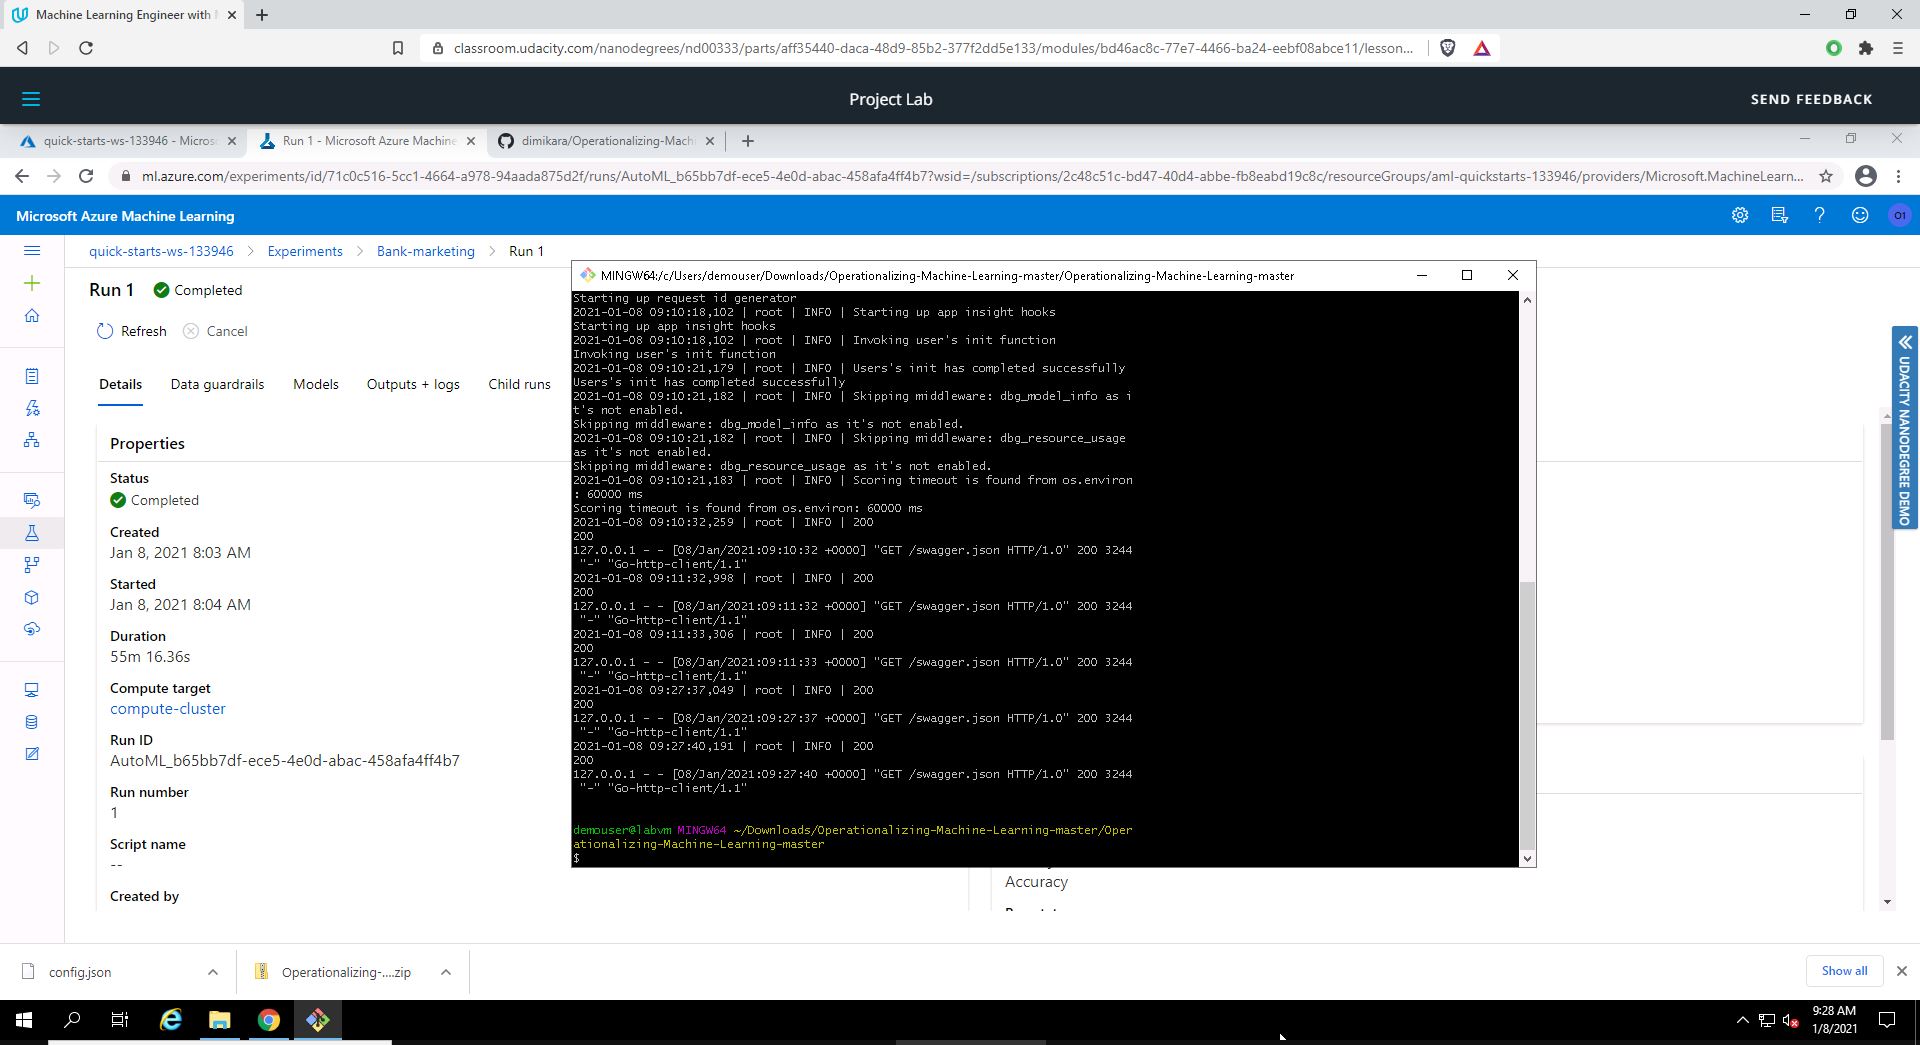 Machine Learning Engineer with
classroom.udacity.com/nanodegrees/nd00333/parts/aff35440-daca-48d9-85b2-377f2dd5e133/modules/bd46ac8c-77e7-4466-ba24-eebf08abce11/lesson...
Project Lab
SEND FEEDBACK
quick-starts-ws-133946 - Micros
Run 1 - Microsoft Azure Machine
dimikara/Operationalizing-Mach
ml.azure.com/experiments/id/71c0c516-5cc1-4664-a978-94aada875d2f/runs/AutoML_b65bb7df-ece5-4e0d-abac-458afa4ff4b7?wsid=/subscriptions/2c48c51c-bd47-40d4-abbe-fb8eabd19c8c/resourceGroups/aml-quickstarts-133946/providers/Microsoft.MachineLearn...
Microsoft Azure Machine Learning
01
quick-starts-ws-133946 > Experiments > Bank-marketing > Run 1
Run 1 Completed
Refresh Cancel
Details Data guardrails Models Outputs + logs Child runs
Properties
Status
Completed
Created
Jan 8, 2021 8:03 AM
Started
Jan 8, 2021 8:04 AM
Duration
55m 16.36s
Compute target
compute-cluster
Run ID
AutoML_b65bb7df-ece5-4e0d-abac-458afa4ff4b7
Run number
1
Script name
--
Created by
MINGW64:/c/Users/demouser/Downloads/Operationalizing-Machine-Learning-master/Operationalizing-Machine-Learning-master
Starting up request id generator
2021-01-08 09:10:18,102 | root | INFO | Starting up app insight hooks
Starting up app insight hooks
2021-01-08 09:10:18,102 | root | INFO | Invoking user's init function
Invoking user's init function
2021-01-08 09:10:21,179 | root | INFO | Users's init has completed successfully
Users's init has completed successfully
2021-01-08 09:10:21,182 | root | INFO | Skipping middleware: dbg_model_info as i
t's not enabled.
Skipping middleware: dbg_model_info as it's not enabled.
2021-01-08 09:10:21,182 | root | INFO | Skipping middleware: dbg_resource_usage
as it's not enabled.
Skipping middleware: dbg_resource_usage as it's not enabled.
2021-01-08 09:10:21,183 | root | INFO | Scoring timeout is found from os.environ
: 60000 ms
Scoring timeout is found from os.environ: 60000 ms
2021-01-08 09:10:32,259 | root | INFO | 200
200
127.0.0.1 - - [08/Jan/2021:09:10:32 +0000] "GET /swagger.json HTTP/1.0" 200 3244
"-" "Go-http-client/1.1"
2021-01-08 09:11:32,998 | root | INFO | 200
200
127.0.0.1 - - [08/Jan/2021:09:11:32 +0000] "GET /swagger.json HTTP/1.0" 200 3244
"-" "Go-http-client/1.1"
2021-01-08 09:11:33,306 | root | INFO | 200
200
127.0.0.1 - - [08/Jan/2021:09:11:33 +0000] "GET /swagger.json HTTP/1.0" 200 3244
"-" "Go-http-client/1.1"
2021-01-08 09:27:37,049 | root | INFO | 200
200
127.0.0.1 - - [08/Jan/2021:09:27:37 +0000] "GET /swagger.json HTTP/1.0" 200 3244
"-" "Go-http-client/1.1"
2021-01-08 09:27:40,191 | root | INFO | 200
200
127.0.0.1 - - [08/Jan/2021:09:27:40 +0000] "GET /swagger.json HTTP/1.0" 200 3244
"-" "Go-http-client/1.1"
demouser@labvm MINGW64 ~/Downloads/Operationalizing-Machine-Learning-master/Oper
ationalizing-Machine-Learning-master
$
Accuracy
UDACITY NANODEGREE DEMO
config.json
Operationalizing-....zip
Show all
9:28 AM
1/8/2021